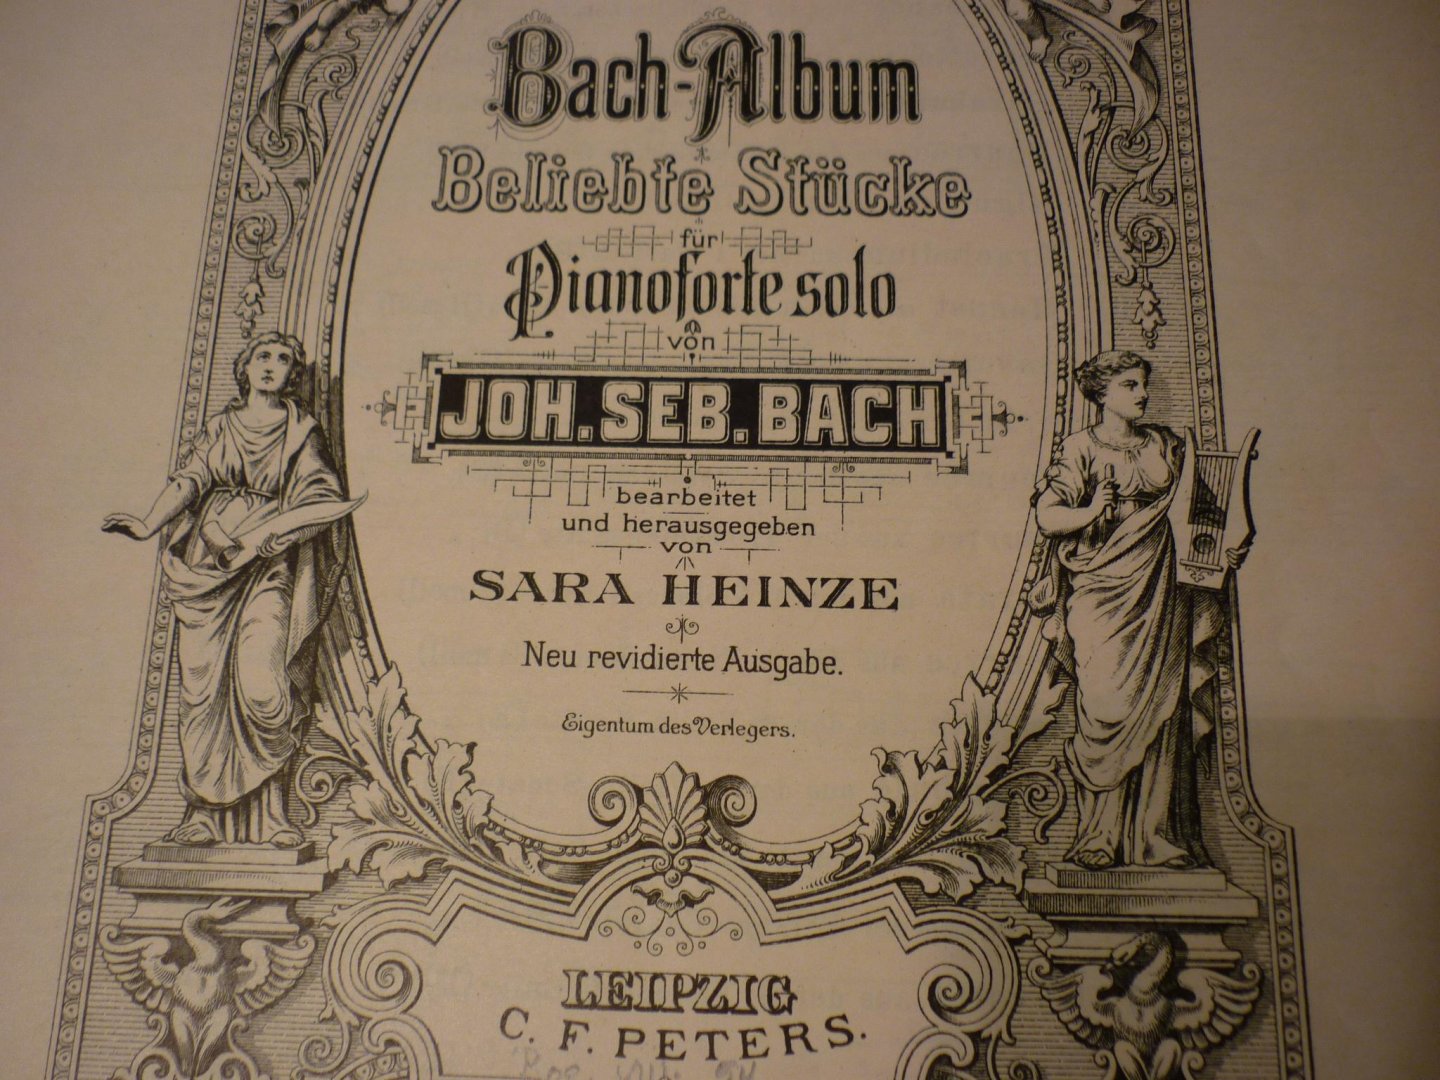 Bach-Album
Beliebte Stücke
für
Pianoforte solo
von
JOH. SEB. BACH
bearbeitet
und herausgegeben
von
SARA HEINZE
Neu revidierte Ausgabe.
Eigentum des Verlegers.
LEIPZIG
C. F. PETERS.